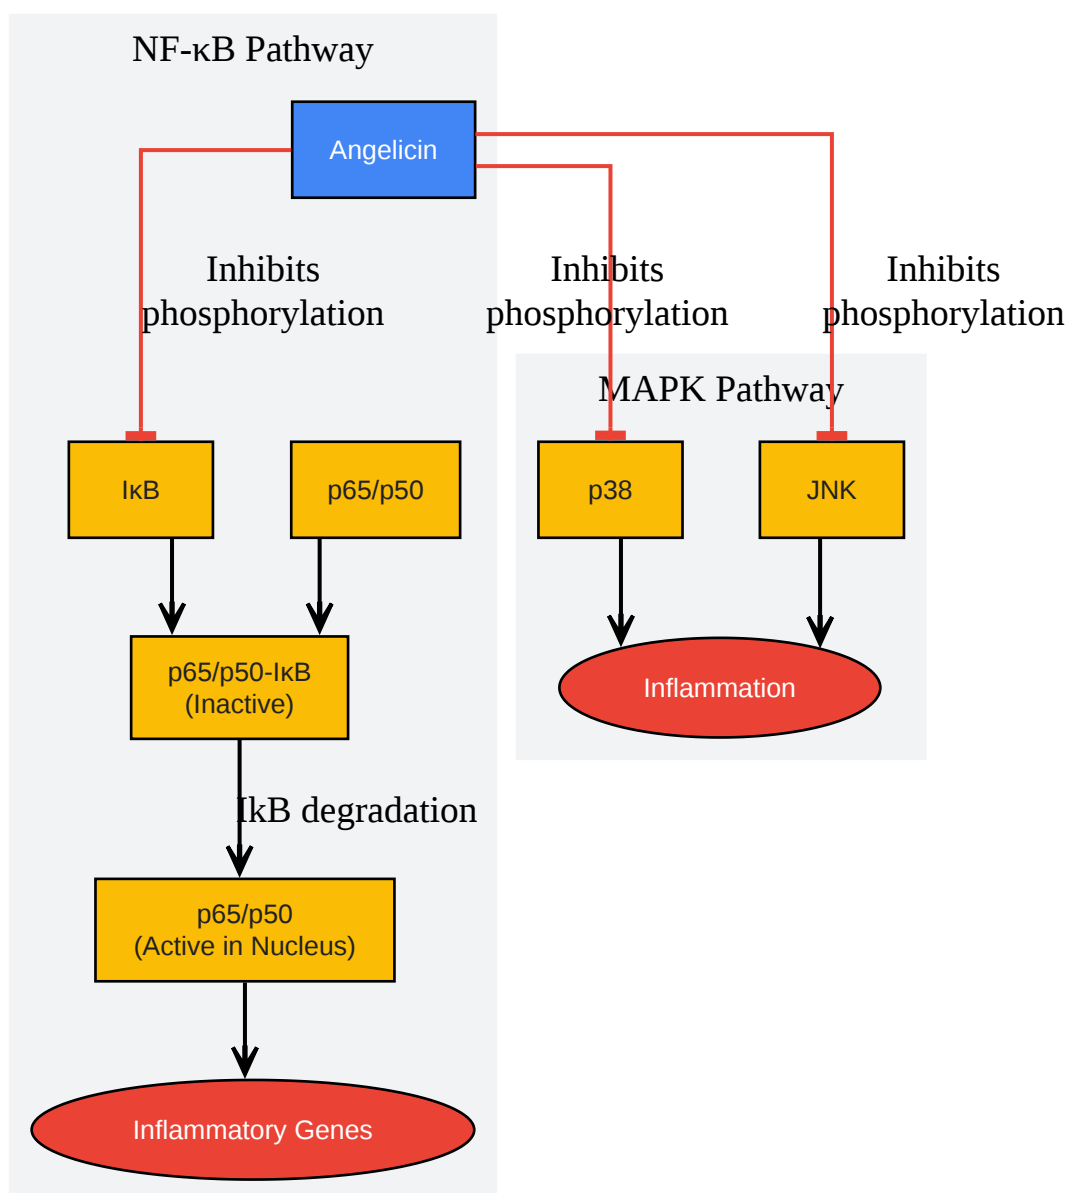 NF-κB Pathway
Angelicin
Inhibits
phosphorylation
Inhibits
phosphorylation
Inhibits
phosphorylation
MAPK Pathway
IκB
p65/p50
p38
JNK
p65/p50-IκB
(Inactive)
Inflammation
IkB degradation
p65/p50
(Active in Nucleus)
Inflammatory Genes